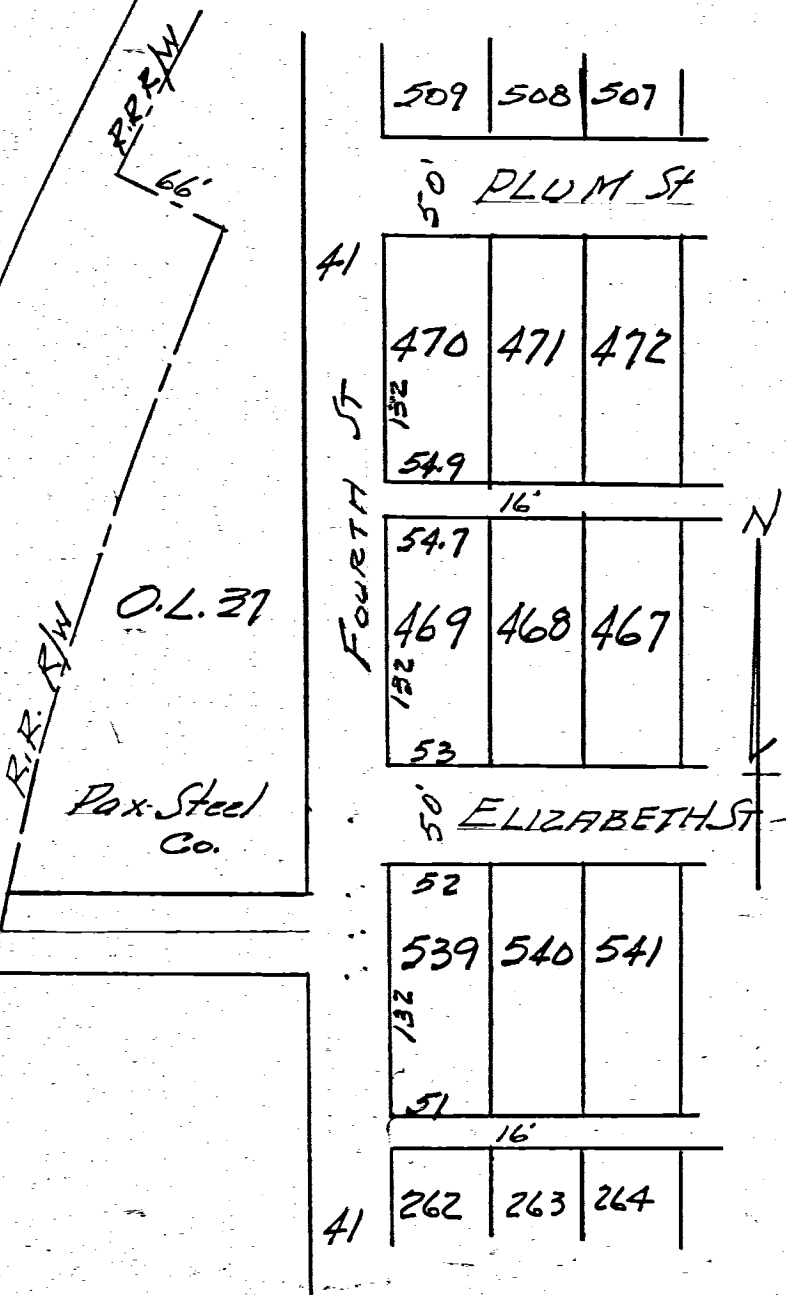 R.R. R/W
66'
509 508 507
50' PLUM St
41
470 471 472
132
54.9
16'
FOURTH ST
54.7
469 468 467
132
53
N
O.L. 37
R.R. R/W
Pax-Steel
Co.
50' ELIZABETH St
52
539 540 541
132
51
16'
262 263 264
41